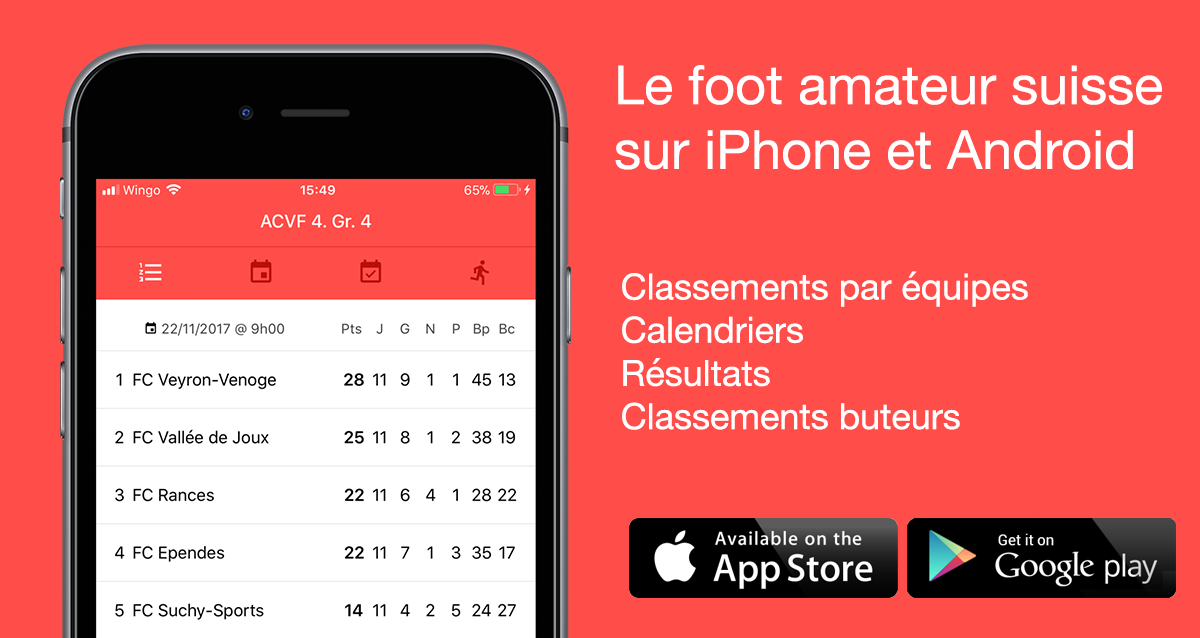 Wingo 15:49 65%
ACVF 4. Gr. 4
22/11/2017 @ 9h00 Pts J G N P Bp Bc
1 FC Veyron-Venoge 28 11 9 1 1 45 13
2 FC Vallée de Joux 25 11 8 1 2 38 19
3 FC Rances 22 11 6 4 1 28 22
4 FC Ependes 22 11 7 1 3 35 17
5 FC Suchy-Sports 14 11 4 2 5 24 27
Le foot amateur suisse
sur iPhone et Android
Classements par équipes
Calendriers
Résultats
Classements buteurs
Available on the
App Store
Get it on
Google play